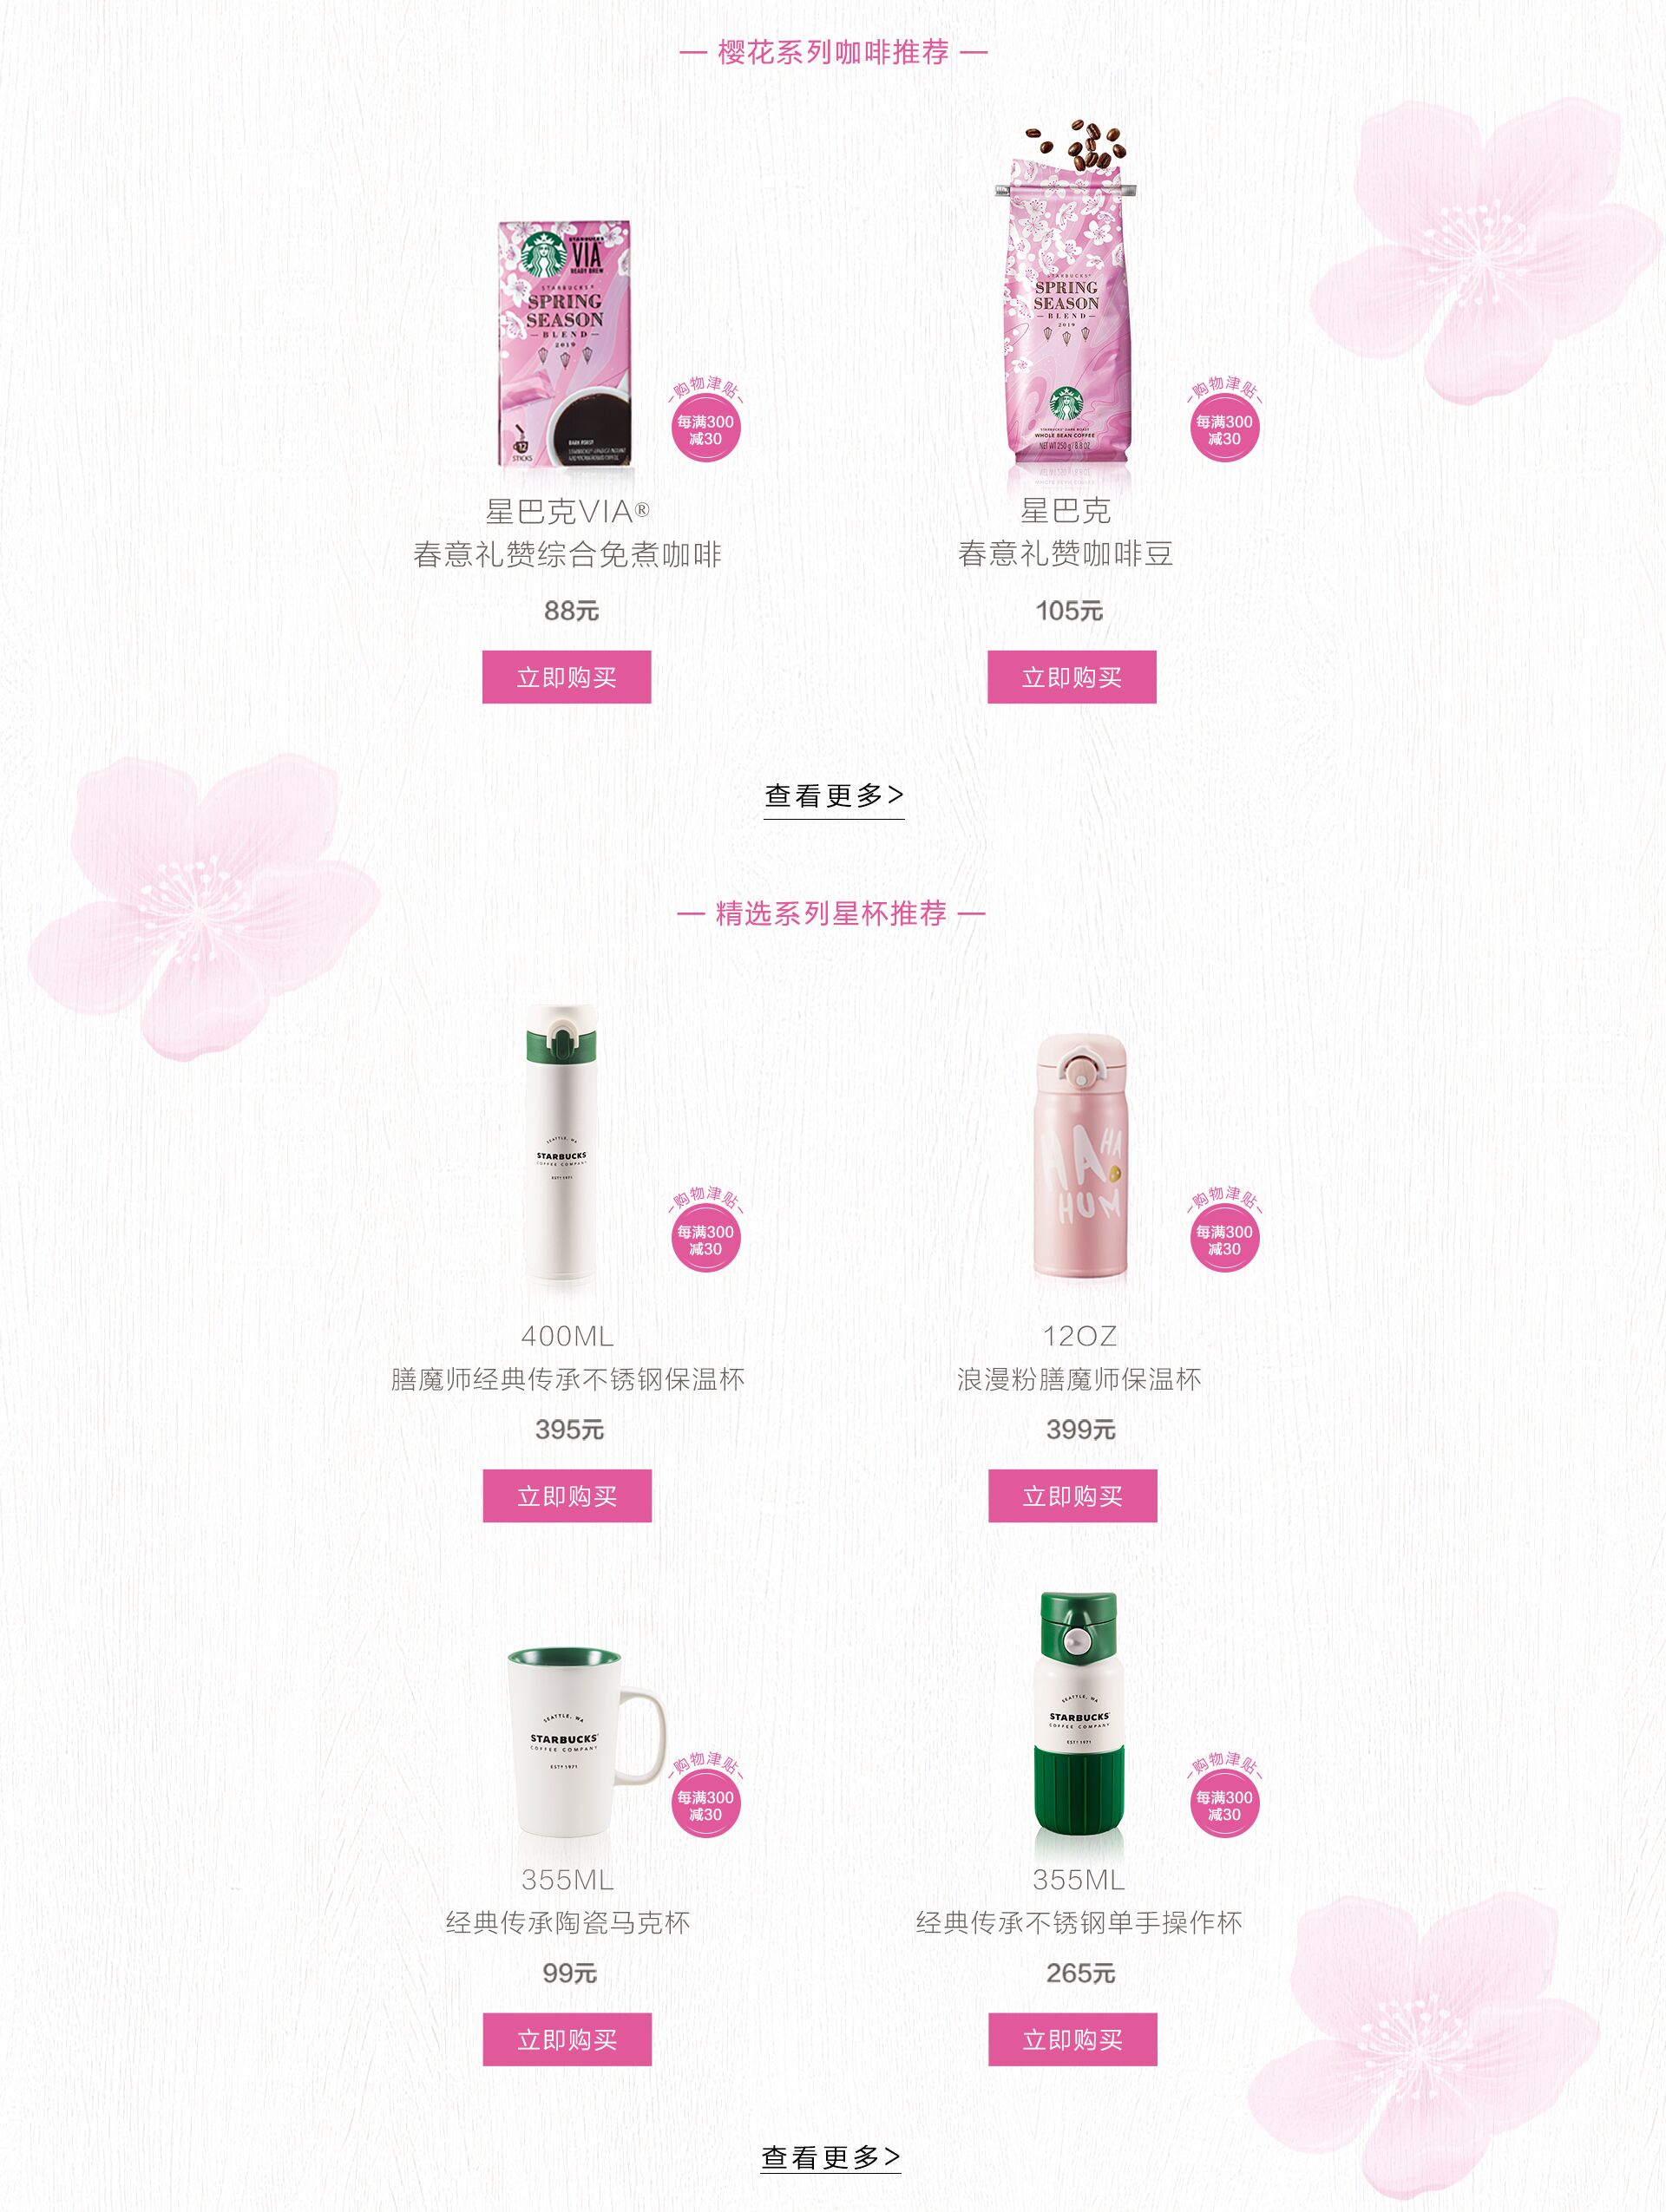 — 樱花系列咖啡推荐 —
STARBUCKS
VIA
READY BREW
STARBUCKS®
SPRING
SEASON
—BLEND—
2019
DARK ROAST
12
STICKS
购物津贴
每满300
减30
星巴克VIA®
春意礼赞综合免煮咖啡
88元
立即购买
STARBUCKS®
SPRING
SEASON
—BLEND—
2019
STARBUCKS® DARK ROAST
WHOLE BEAN COFFEE
NET WT 250 g / 8.8 OZ
购物津贴
每满300
减30
星巴克
春意礼赞咖啡豆
105元
立即购买
查看更多>
— 精选系列星杯推荐 —
SEATTLE, WA
STARBUCKS
COFFEE COMPANY
ESTD 1971
购物津贴
每满300
减30
400ML
膳魔师经典传承不锈钢保温杯
395元
立即购买
HA
HUM
购物津贴
每满300
减30
12OZ
浪漫粉膳魔师保温杯
399元
立即购买
SEATTLE, WA
STARBUCKS®
COFFEE COMPANY
ESTD 1971
购物津贴
每满300
减30
355ML
经典传承陶瓷马克杯
99元
立即购买
SEATTLE, WA
STARBUCKS®
COFFEE COMPANY
ESTD 1971
购物津贴
每满300
减30
355ML
经典传承不锈钢单手操作杯
265元
立即购买
查看更多>